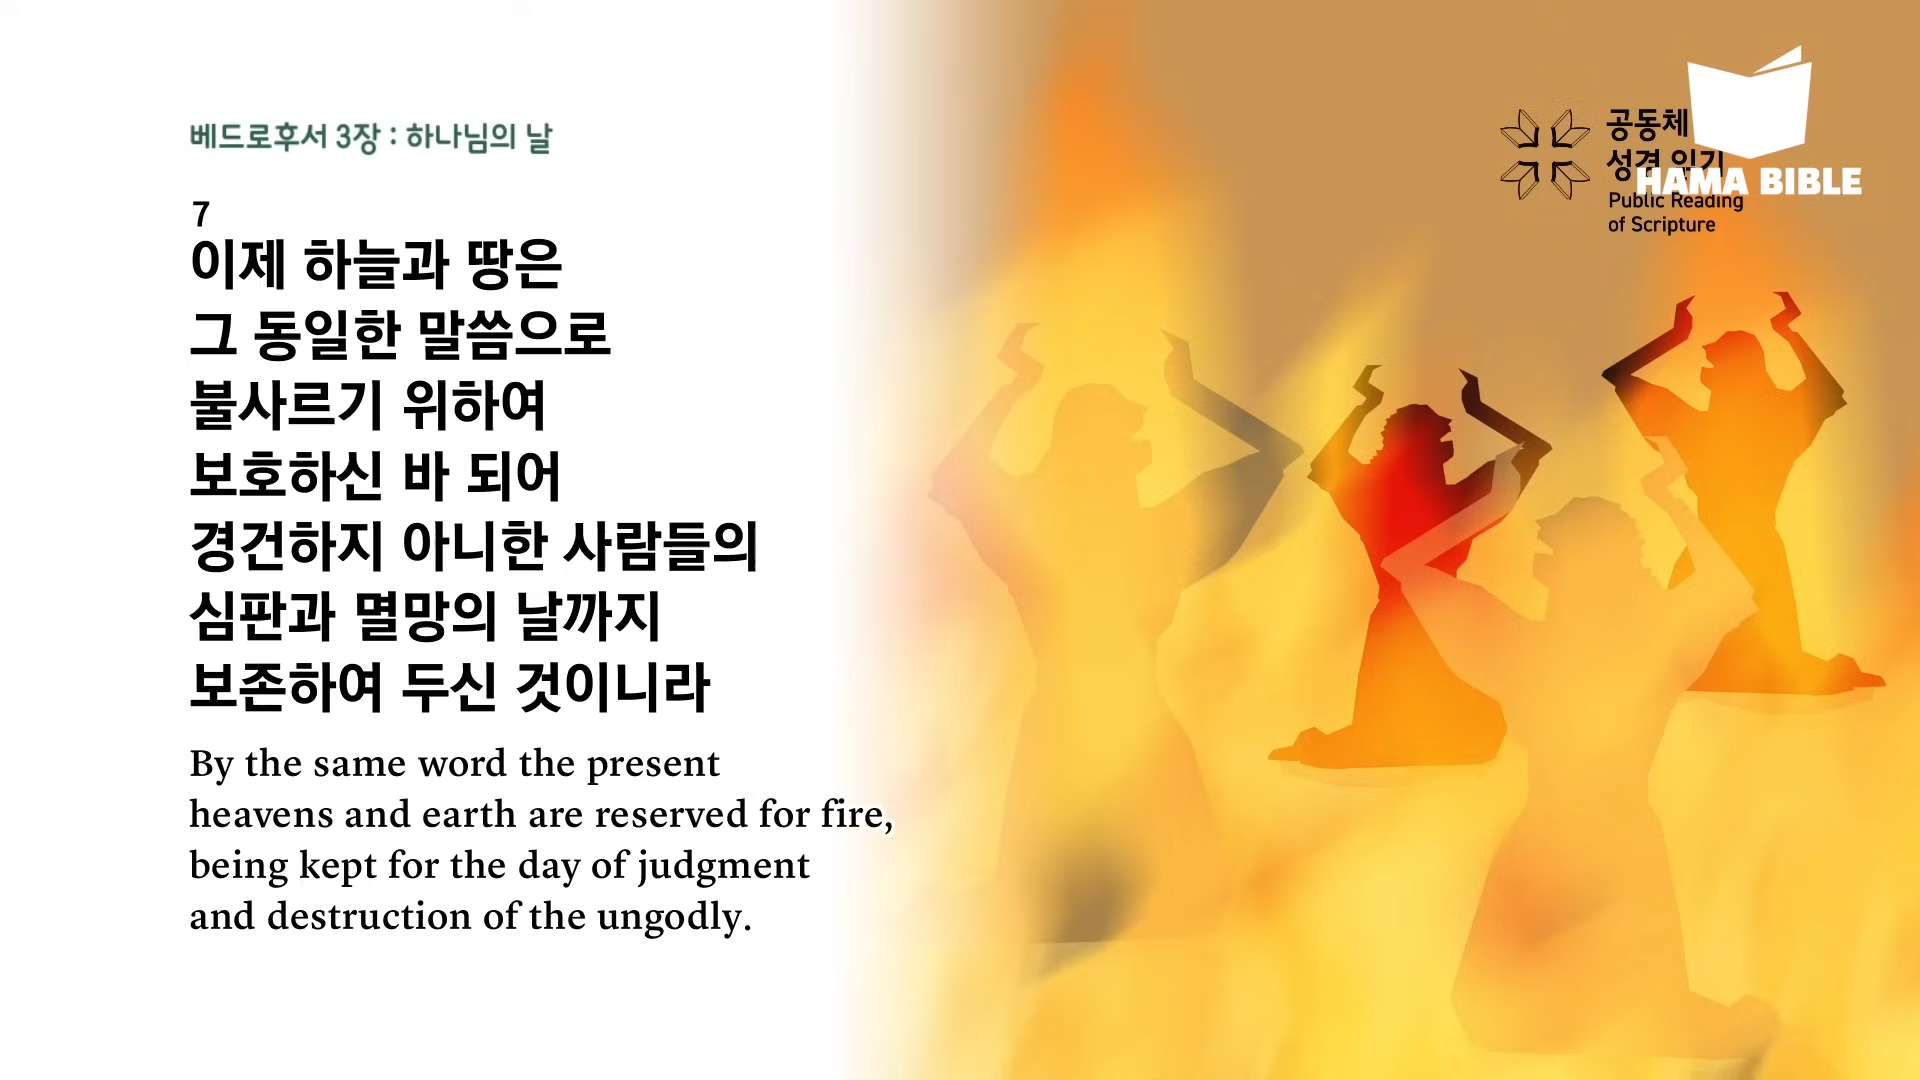 베드로후서 3장 : 하나님의 날
7
이제 하늘과 땅은
그 동일한 말씀으로
불사르기 위하여
보호하신 바 되어
경건하지 아니한 사람들의
심판과 멸망의 날까지
보존하여 두신 것이니라
By the same word the present
heavens and earth are reserved for fire,
being kept for the day of judgment
and destruction of the ungodly.
공동체
성경 읽기
Public Reading
of Scripture
HAMA BIBLE